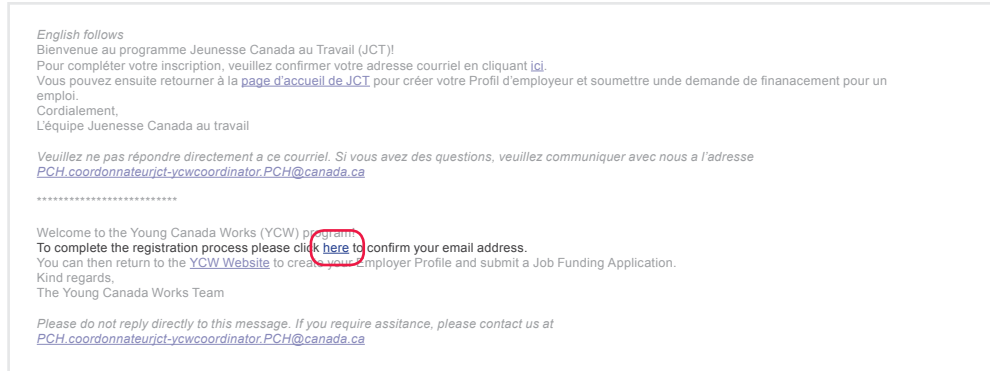 English follows
Bienvenue au programme Jeunesse Canada au Travail (JCT)!
Pour compléter votre inscription, veuillez confirmer votre adresse courriel en cliquant ici.
Vous pouvez ensuite retourner à la page d'accueil de JCT pour créer votre Profil d'employeur et soumettre unde demande de finanacement pour un
emploi.
Cordialement,
L'équipe Juenesse Canada au travail
Veuillez ne pas répondre directement a ce courriel. Si vous avez des questions, veuillez communiquer avec nous a l'adresse
PCH.coordonnateurjct-ycwcoordinator.PCH@canada.ca
**************************
Welcome to the Young Canada Works (YCW) program!
To complete the registration process please click here to confirm your email address.
You can then return to the YCW Website to create your Employer Profile and submit a Job Funding Application.
Kind regards,
The Young Canada Works Team
Please do not reply directly to this message. If you require assitance, please contact us at
PCH.coordonnateurjct-ycwcoordinator.PCH@canada.ca